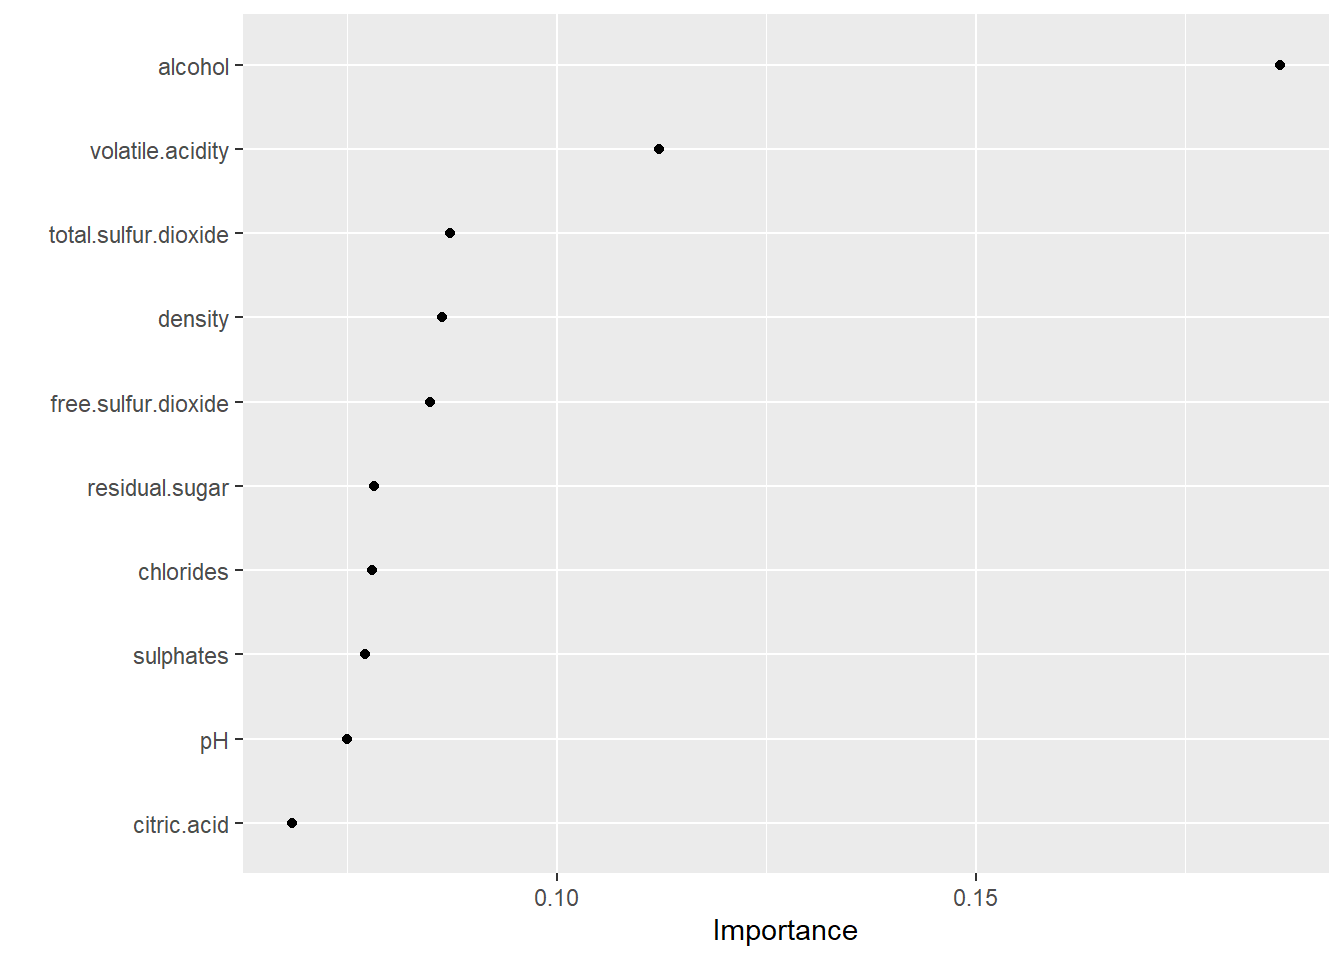 alcohol
volatile.acidity
total.sulfur.dioxide
density
free.sulfur.dioxide
residual.sugar
chlorides
sulphates
pH
citric.acid
0.10 0.15
Importance